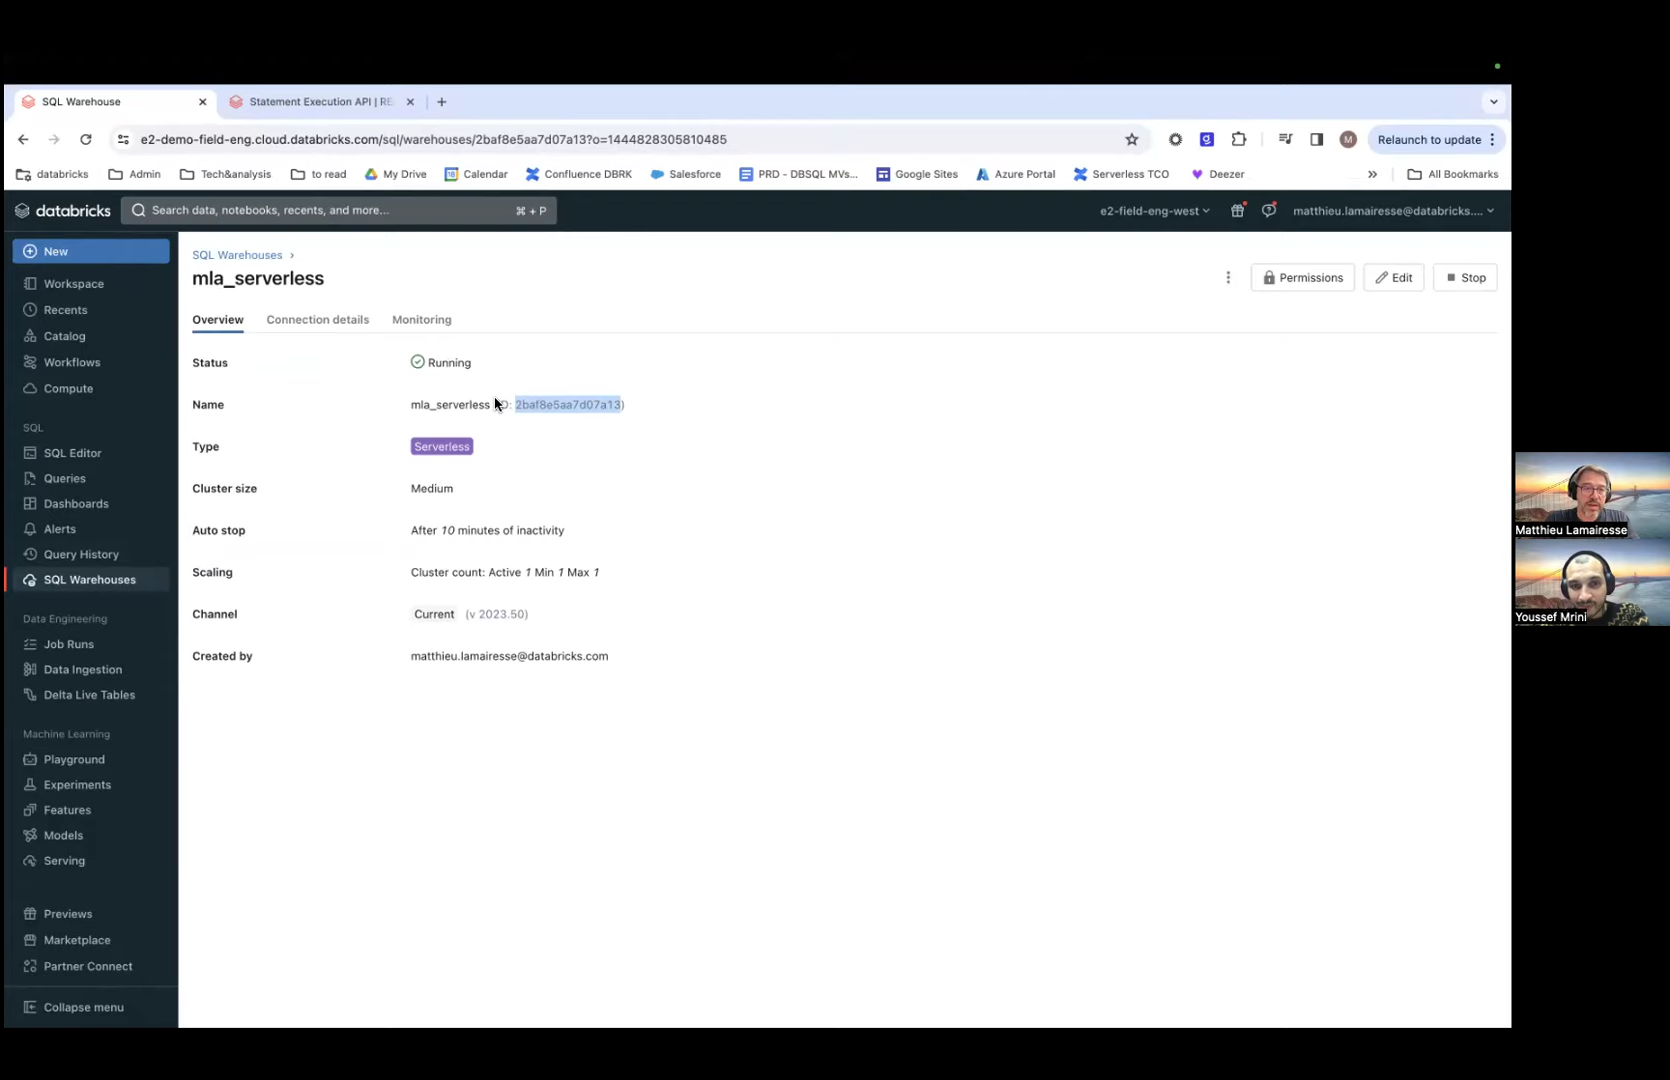 SQL Warehouse
Statement Execution API | RE
e2-demo-field-eng.cloud.databricks.com/sql/warehouses/2baf8e5aa7d07a13?o=1444828305810485
M
Relaunch to update
databricks
Admin
Tech&analysis
to read
My Drive
Calendar
Confluence DBRK
Salesforce
PRD - DBSQL MVs...
Google Sites
Azure Portal
Serverless TCO
Deezer
»
All Bookmarks
databricks
Search data, notebooks, recents, and more...
⌘ + P
e2-field-eng-west
matthieu.lamairesse@databricks....
New
Workspace
Recents
Catalog
Workflows
Compute
SQL
SQL Editor
Queries
Dashboards
Alerts
Query History
SQL Warehouses
Data Engineering
Job Runs
Data Ingestion
Delta Live Tables
Machine Learning
Playground
Experiments
Features
Models
Serving
Previews
Marketplace
Partner Connect
Collapse menu
SQL Warehouses ›
mla_serverless
Permissions
Edit
Stop
Overview
Connection details
Monitoring
Status
Running
Name
mla_serverless D: 2baf8e5aa7d07a13)
Type
Serverless
Cluster size
Medium
Auto stop
After 10 minutes of inactivity
Scaling
Cluster count: Active 1 Min 1 Max 1
Channel
Current (v 2023.50)
Created by
matthieu.lamairesse@databricks.com
Matthieu Lamairesse
Youssef Mrini